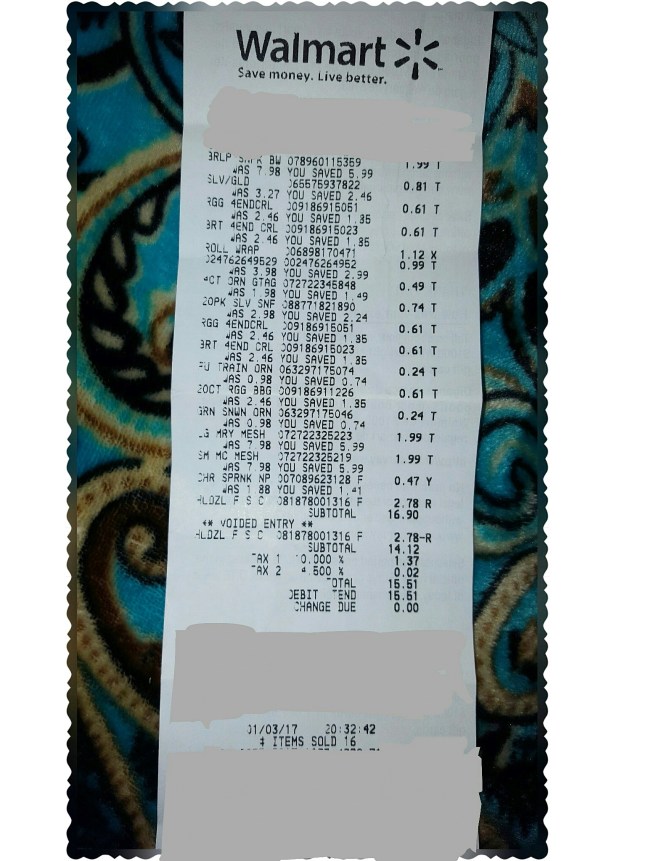 Walmart
Save money. Live better.
BW 078960115359 1.99 T
WAS 7.98 YOU SAVED 5.99
SLV/GLD 065575937822 0.81 T
WAS 3.27 YOU SAVED 2.46
RGG 4ENDCRL 009186915051 0.61 T
WAS 2.46 YOU SAVED 1.85
BRT 4END CRL 009186915023 0.61 T
WAS 2.46 YOU SAVED 1.85
ROLL WRAP 006898170471 1.12 X
024762649529 002476264952 0.99 T
WAS 3.98 YOU SAVED 2.99
4CT ORN GTAG 072722345848 0.49 T
WAS 1.98 YOU SAVED 1.49
20PK SLV SNF 088771821890 0.74 T
WAS 2.98 YOU SAVED 2.24
RGG 4ENDCRL 009186915051 0.61 T
WAS 2.46 YOU SAVED 1.85
BRT 4END CRL 009186915023 0.61 T
WAS 2.46 YOU SAVED 1.85
FU TRAIN ORN 063297175074 0.24 T
WAS 0.98 YOU SAVED 0.74
20CT RGG BBG 009186911226 0.61 T
WAS 2.46 YOU SAVED 1.85
GRN SNWN ORN 063297175046 0.24 T
WAS 0.98 YOU SAVED 0.74
LG MRY MESH 072722325223 1.99 T
WAS 7.98 YOU SAVED 5.99
SM MC MESH 072722325219 1.99 T
WAS 7.98 YOU SAVED 5.99
CHR SPRNK NP 007089623128 F 0.47 Y
WAS 1.88 YOU SAVED 1.41
HLDZL F S C 081878001316 F 2.78 R
SUBTOTAL 16.90
** VOIDED ENTRY **
HLDZL F S C 081878001316 F 2.78-R
SUBTOTAL 14.12
TAX 1 10.000 % 1.37
TAX 2 4.500 % 0.02
TOTAL 15.51
DEBIT TEND 15.51
CHANGE DUE 0.00
01/03/17 20:32:42
# ITEMS SOLD 16